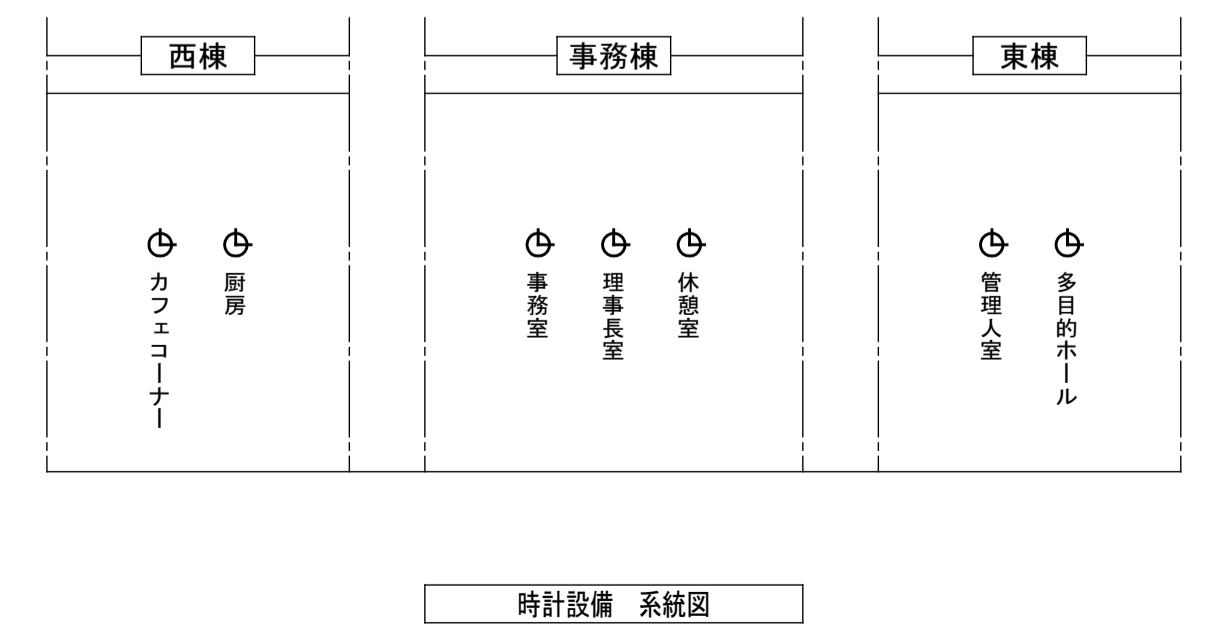 西棟
事務棟
東棟
カフェコーナー
厨房
事務室
理事長室
休憩室
管理人室
多目的ホール
時計設備　系統図